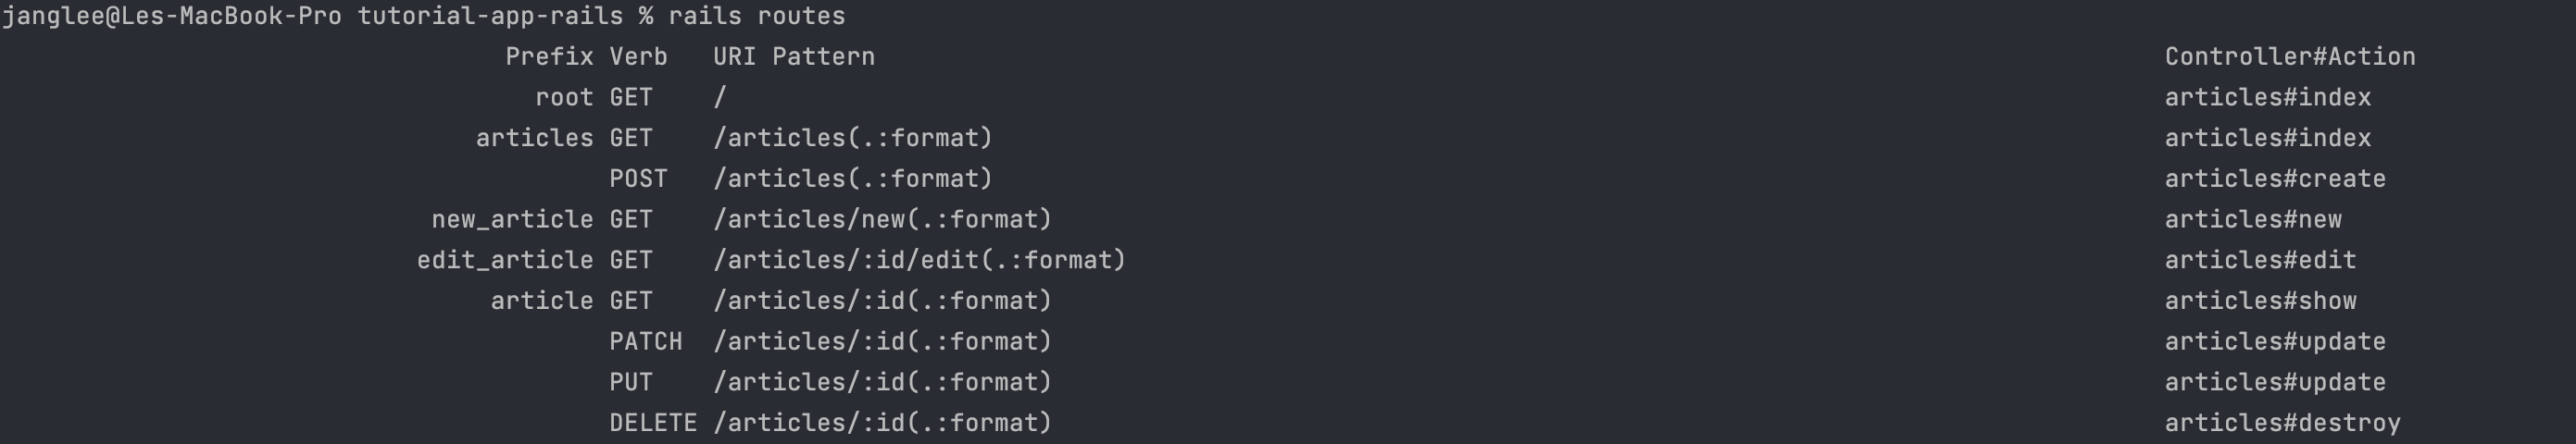 janglee@Les-MacBook-Pro tutorial-app-rails % rails routes
Prefix Verb URI Pattern Controller#Action
root GET / articles#index
articles GET /articles(.:format) articles#index
POST /articles(.:format) articles#create
new_article GET /articles/new(.:format) articles#new
edit_article GET /articles/:id/edit(.:format) articles#edit
article GET /articles/:id(.:format) articles#show
PATCH /articles/:id(.:format) articles#update
PUT /articles/:id(.:format) articles#update
DELETE /articles/:id(.:format) articles#destroy